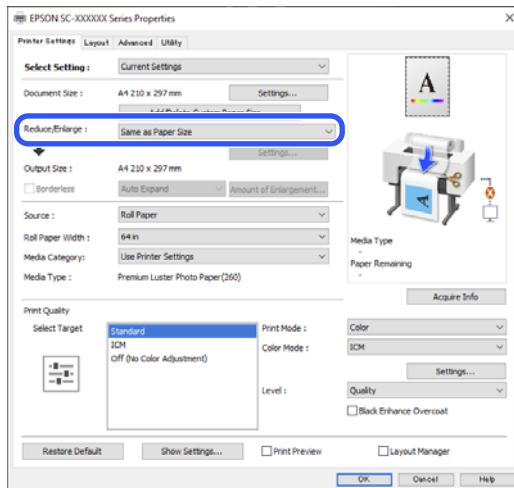 EPSON SC-XXXXXX Series Properties
Printer Settings Layout Advanced Utility
Select Setting : Current Settings
Document Size : A4 210 x 297 mm Settings...
Add/Delete Custom Paper Size...
Reduce/Enlarge : Same as Paper Size
Settings...
Output Size : A4 210 x 297 mm
Borderless Auto Expand Amount of Enlargement...
Source : Roll Paper
Roll Paper Width : 64 in
Media Category: Use Printer Settings
Media Type : Premium Luster Photo Paper(260)
A
Media Type
-
Paper Remaining
-
Acquire Info
Print Quality
Select Target
Standard
ICM
Off (No Color Adjustment)
Print Mode : Color
Color Mode : ICM
Settings...
Level : Quality
Black Enhance Overcoat
Restore Default Show Settings... Print Preview Layout Manager
OK Cancel Help